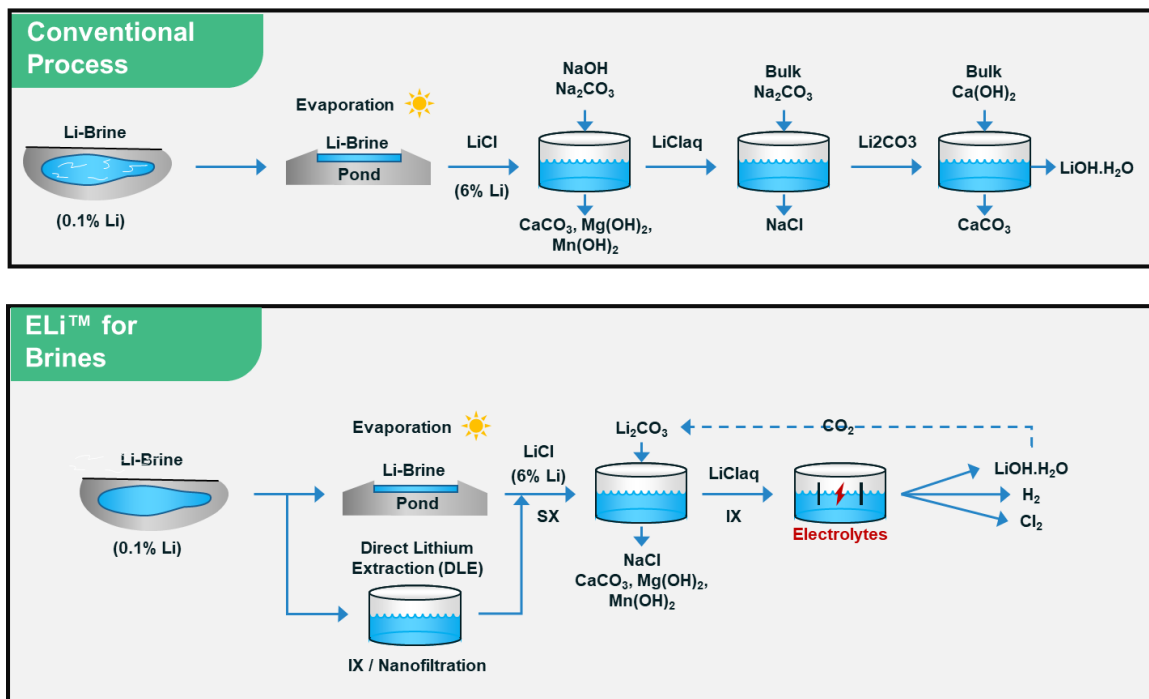 Conventional
Process
Evaporation
Li-Brine
(0.1% Li)
Li-Brine
Pond
LiCl
(6% Li)
NaOH
Na₂CO₃
CaCO₃, Mg(OH)₂,
Mn(OH)₂
LiClaq
Bulk
Na₂CO₃
NaCl
Li2CO3
Bulk
Ca(OH)₂
CaCO₃
LiOH.H₂O
ELi™ for
Brines
Li-Brine
(0.1% Li)
Evaporation
Li-Brine
Pond
Direct Lithium
Extraction (DLE)
IX / Nanofiltration
LiCl
(6% Li)
SX
Li₂CO₃
NaCl
CaCO₃, Mg(OH)₂,
Mn(OH)₂
LiClaq
IX
Electrolytes
CO₂
LiOH.H₂O
H₂
Cl₂